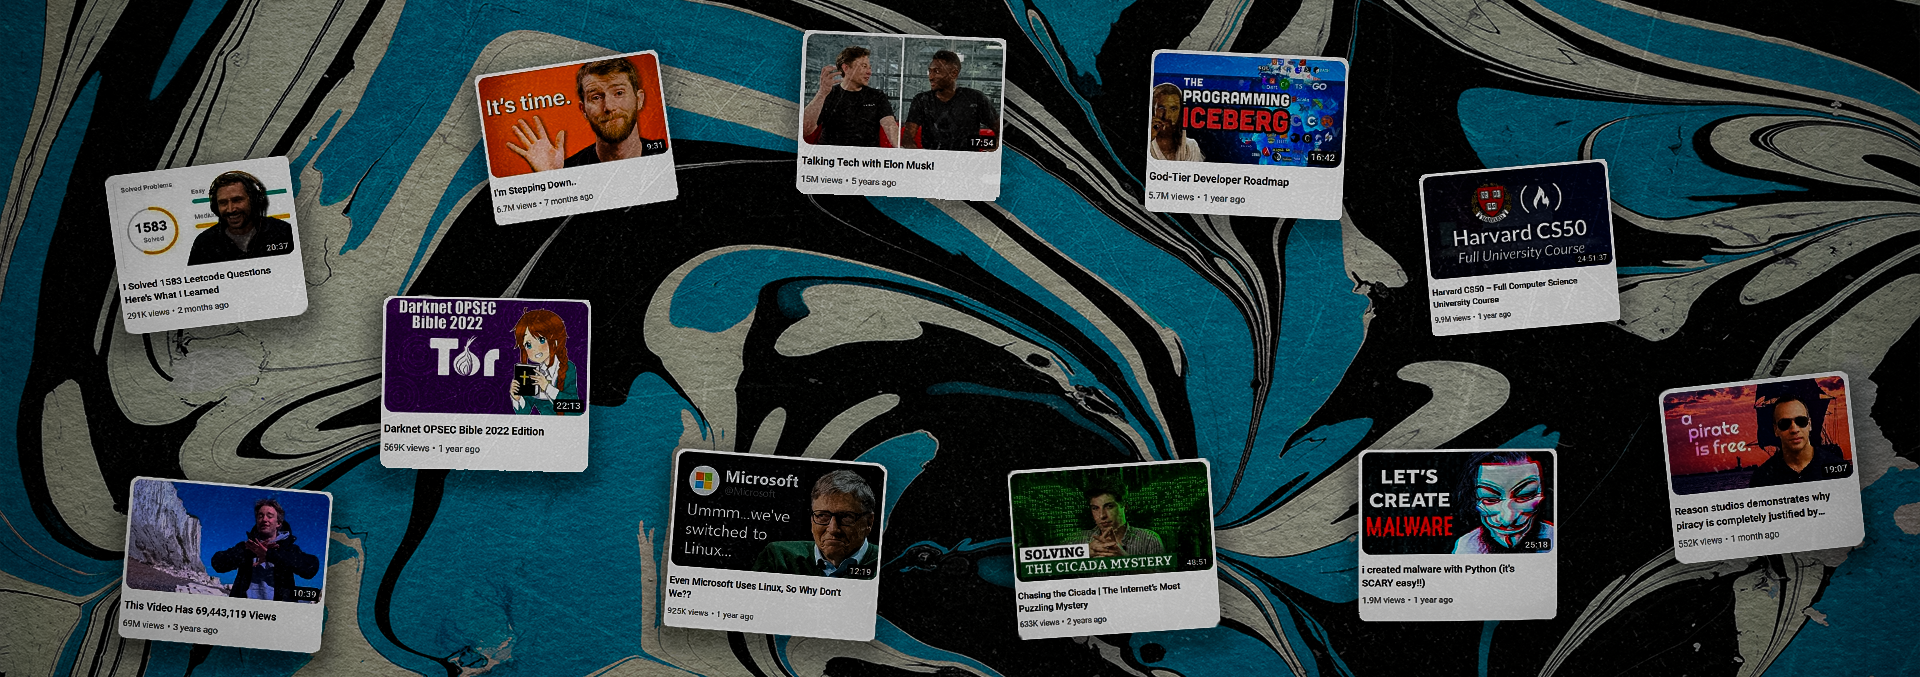 Solved Problems
Easy
1583
Solved
20:37
I Solved 1583 Leetcode Questions
Here's What I Learned
291K views • 2 months ago
It's time.
9:31
I'm Stepping Down..
6.7M views • 7 months ago
17:54
Talking Tech with Elon Musk!
15M views • 5 years ago
THE
PROGRAMMING
ICEBERG
TS
GO
16:42
God-Tier Developer Roadmap
5.7M views • 1 year ago
Harvard CS50
Full University Course
24:51:37
Harvard CS50 – Full Computer Science
University Course
9.9M views • 1 year ago
Darknet OPSEC
Bible 2022
Tor
22:13
Darknet OPSEC Bible 2022 Edition
569K views • 1 year ago
a
pirate
is free.
19:07
Reason studios demonstrates why
piracy is completely justified by...
552K views • 1 month ago
10:39
This Video Has 69,443,119 Views
69M views • 3 years ago
Microsoft
@Microsoft
Ummm...we've
switched to
Linux...
12:19
Even Microsoft Uses Linux, So Why Don't
We??
925K views • 1 year ago
SOLVING
THE CICADA MYSTERY
48:51
Chasing the Cicada | The Internet's Most
Puzzling Mystery
633K views • 2 years ago
LET'S
CREATE
MALWARE
25:18
i created malware with Python (it's
SCARY easy!!)
1.9M views • 1 year ago